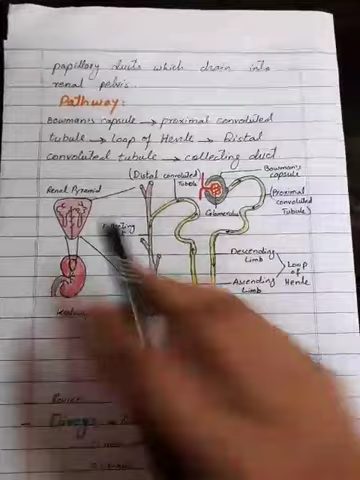 papillary ducts which drain into
renal pelvis.
Pathway:
Bowman's capsule → proximal convoluted
tubule → loop of Henle → Distal
convoluted tubule → collecting duct
(Distal convoluted Tubule)
Bowman's capsule
Renal Pyramid
Glomerulus
(Proximal convoluted Tubule)
Descending Limb
Ascending Limb
Loop of Henle